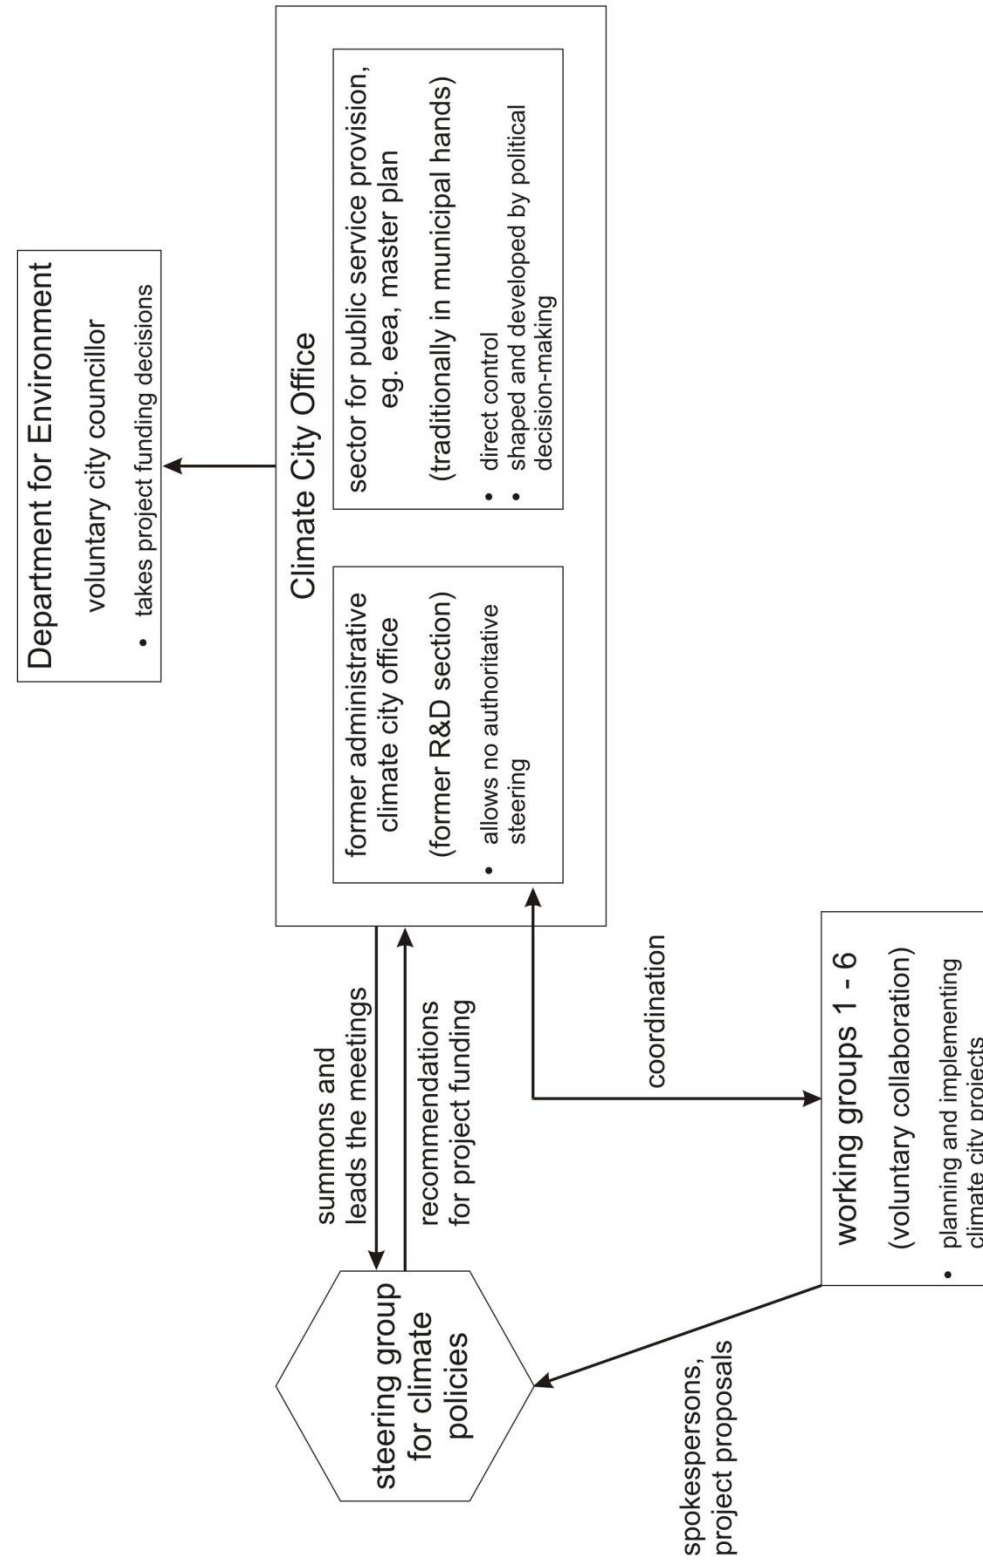 Department for Environment
voluntary city councillor
• takes project funding decisions
Climate City Office
former administrative
climate city office
(former R&D section)
• allows no authoritative
steering
sector for public service provision,
eg. eea, master plan
(traditionally in municipal hands)
• direct control
• shaped and developed by political
decision-making
summons and
leads the meetings
recommendations
for project funding
steering group
for climate
policies
coordination
spokespersons,
project proposals
working groups 1 - 6
(voluntary collaboration)
• planning and implementing
climate city projects